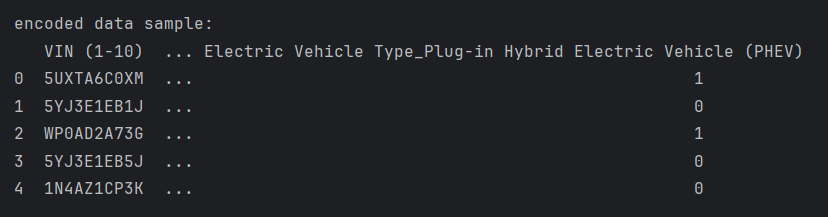 encoded data sample:
VIN (1-10) ... Electric Vehicle Type_Plug-in Hybrid Electric Vehicle (PHEV)
0 5UXTA6C0XM ... 1
1 5YJ3E1EB1J ... 0
2 WP0AD2A73G ... 1
3 5YJ3E1EB5J ... 0
4 1N4AZ1CP3K ... 0